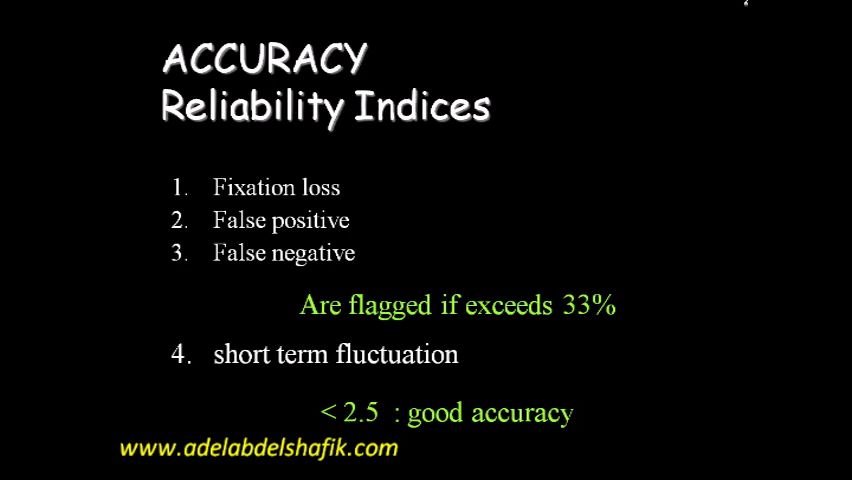 ACCURACY
Reliability Indices
1. Fixation loss
2. False positive
3. False negative
Are flagged if exceeds 33%
4. short term fluctuation
< 2.5 : good accuracy
www.adelabdelshafik.com